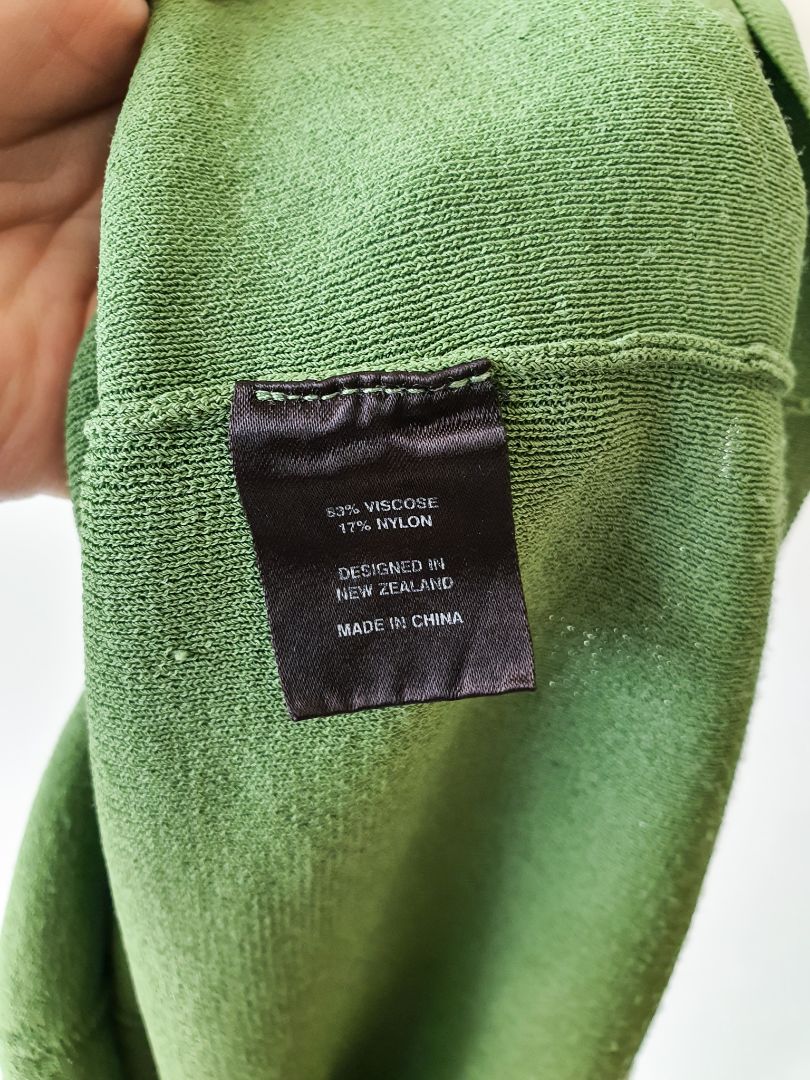 83% VISCOSE
17% NYLON
DESIGNED IN
NEW ZEALAND
MADE IN CHINA